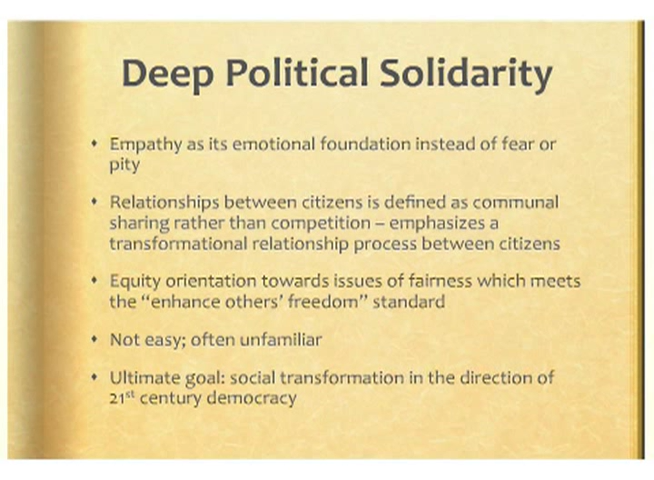 Deep Political Solidarity
• Empathy as its emotional foundation instead of fear or
pity
• Relationships between citizens is defined as communal
sharing rather than competition – emphasizes a
transformational relationship process between citizens
• Equity orientation towards issues of fairness which meets
the “enhance others’ freedom” standard
• Not easy; often unfamiliar
• Ultimate goal: social transformation in the direction of
21st century democracy